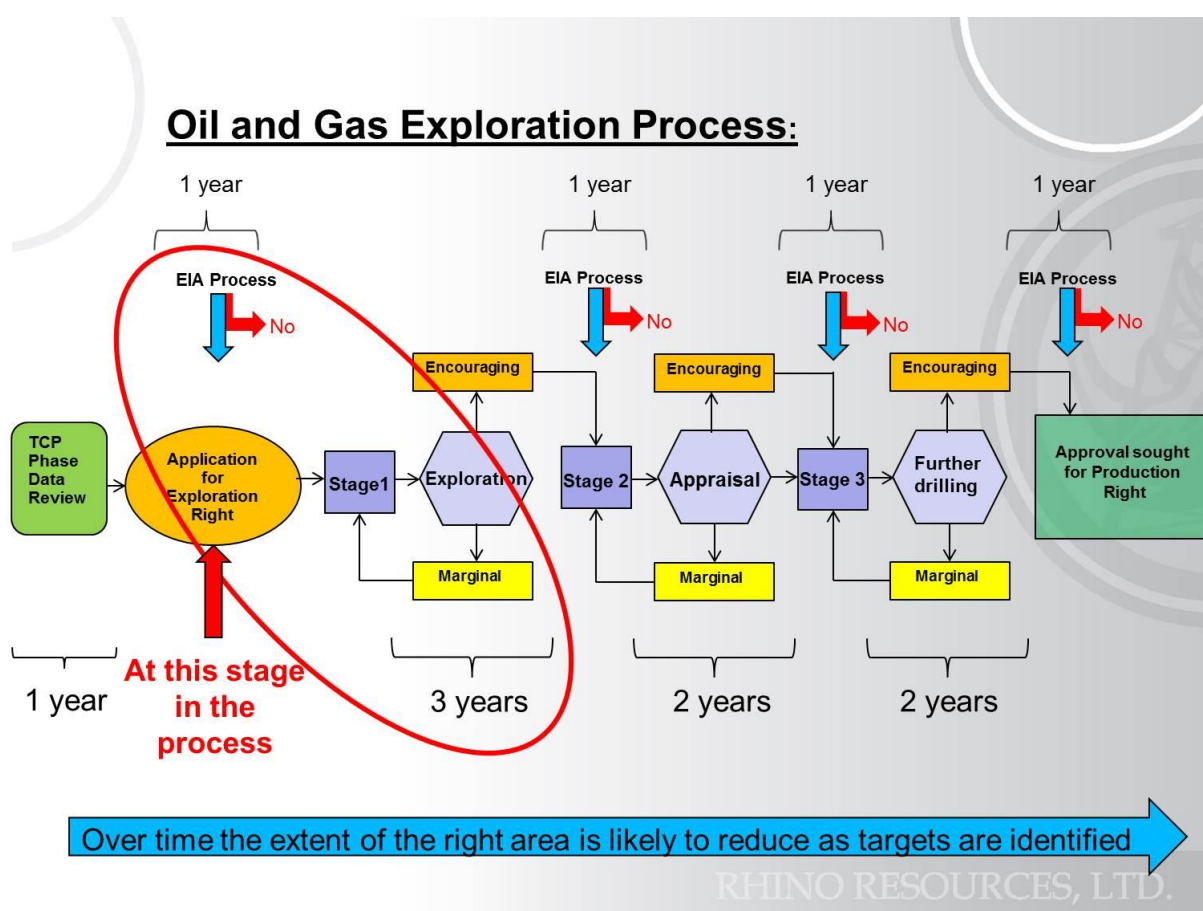 Oil and Gas Exploration Process:
1 year
1 year
1 year
1 year
EIA Process
EIA Process
EIA Process
EIA Process
No
No
No
No
Encouraging
Encouraging
Encouraging
TCP
Phase
Data
Review
Application
for
Exploration
Right
Stage1
Exploration
Stage 2
Appraisal
Stage 3
Further
drilling
Approval sought
for Production
Right
Marginal
Marginal
Marginal
1 year
At this stage
in the
process
3 years
2 years
2 years
Over time the extent of the right area is likely to reduce as targets are identified
RHINO RESOURCES, LTD.